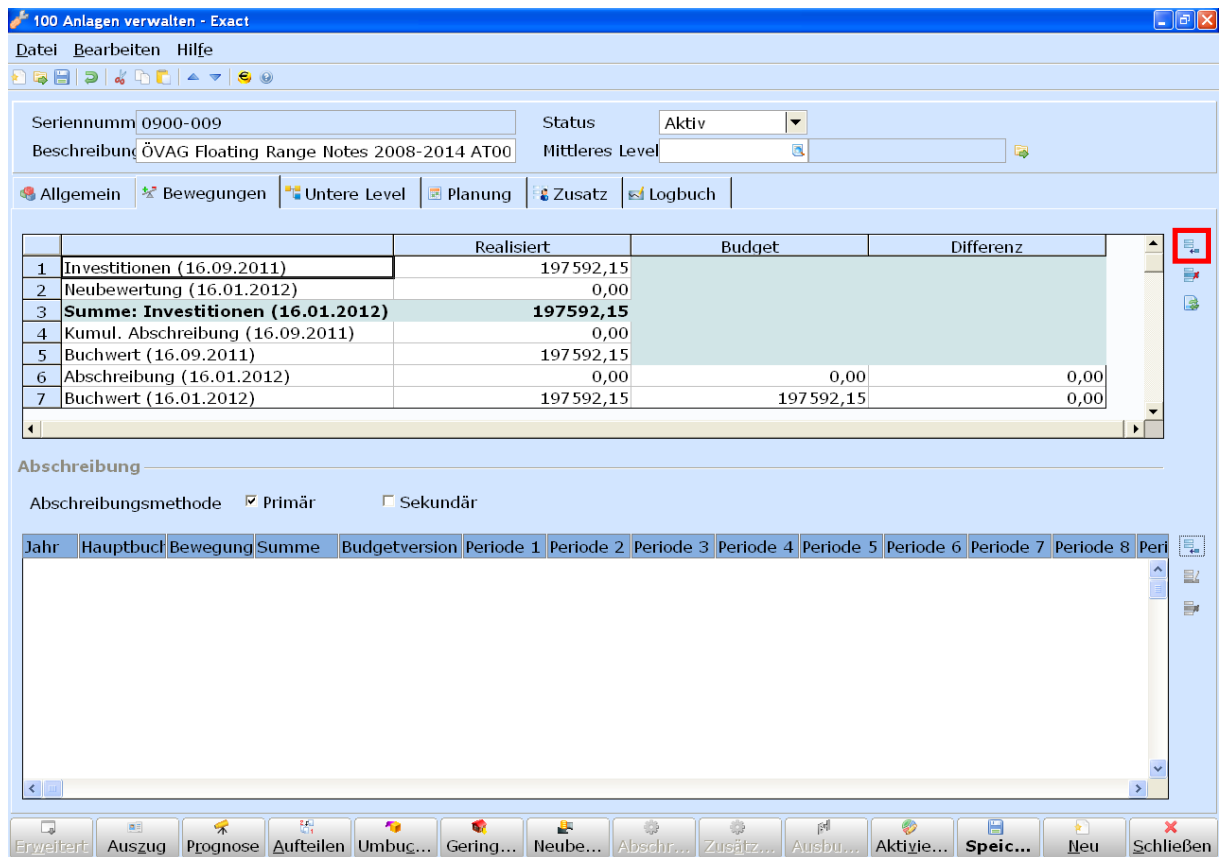 100 Anlagen verwalten - Exact
Datei Bearbeiten Hilfe
Seriennumm 0900-009 Status Aktiv
Beschreibung ÖVAG Floating Range Notes 2008-2014 AT00 Mittleres Level
Allgemein Bewegungen Untere Level Planung Zusatz Logbuch
Realisiert Budget Differenz
1 Investitionen (16.09.2011) 197592,15
2 Neubewertung (16.01.2012) 0,00
3 Summe: Investitionen (16.01.2012) 197592,15
4 Kumul. Abschreibung (16.09.2011) 0,00
5 Buchwert (16.09.2011) 197592,15
6 Abschreibung (16.01.2012) 0,00 0,00 0,00
7 Buchwert (16.01.2012) 197592,15 197592,15 0,00
Abschreibung
Abschreibungsmethode Primär Sekundär
Jahr Hauptbuch Bewegung Summe Budgetversion Periode 1 Periode 2 Periode 3 Periode 4 Periode 5 Periode 6 Periode 7 Periode 8 Peri
Erweitert Auszug Prognose Aufteilen Umbuc... Gering... Neube... Abschr... Zusätz... Ausbu... Aktivie... Speic... Neu Schließen